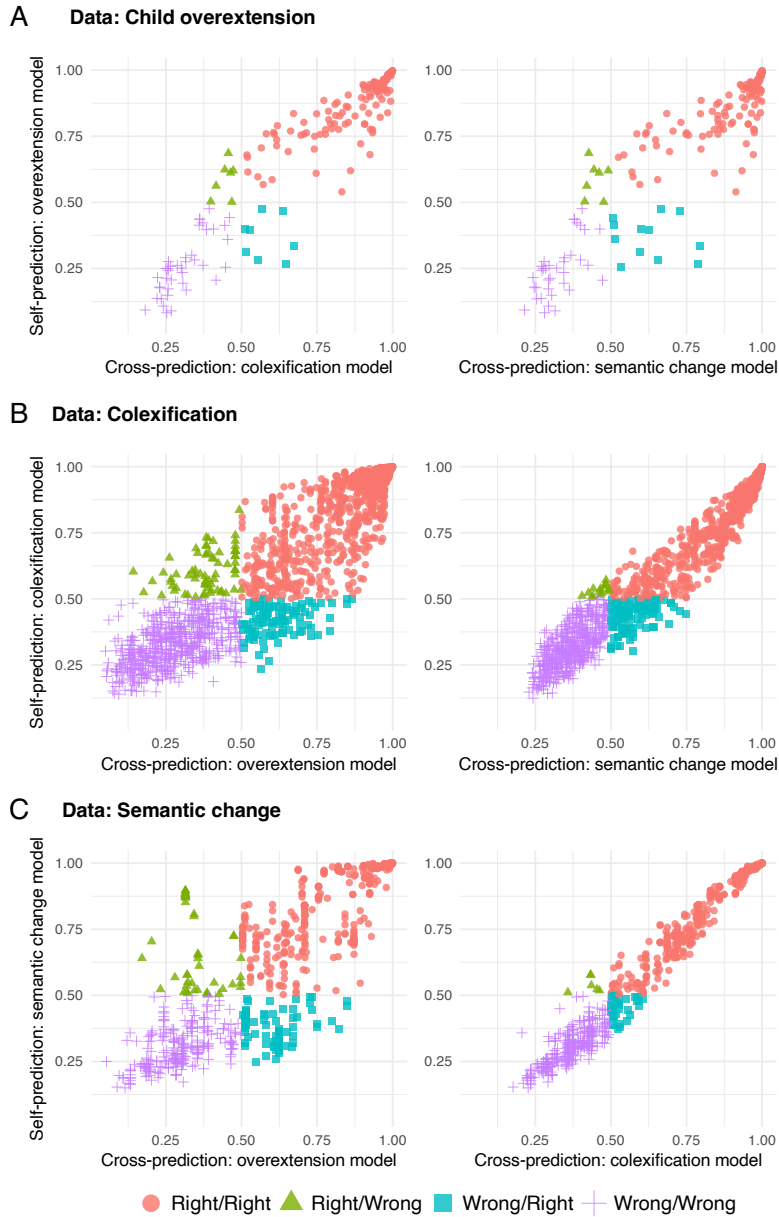 A Data: Child overextension
Self-prediction: overextension model
1.00
0.75
0.50
0.25
0.25 0.50 0.75 1.00
Cross-prediction: colexification model
1.00
0.75
0.50
0.25
0.25 0.50 0.75 1.00
Cross-prediction: semantic change model
B Data: Colexification
Self-prediction: colexification model
1.00
0.75
0.50
0.25
0.25 0.50 0.75 1.00
Cross-prediction: overextension model
1.00
0.75
0.50
0.25
0.25 0.50 0.75 1.00
Cross-prediction: semantic change model
C Data: Semantic change
Self-prediction: semantic change model
1.00
0.75
0.50
0.25
0.25 0.50 0.75 1.00
Cross-prediction: overextension model
1.00
0.75
0.50
0.25
0.25 0.50 0.75 1.00
Cross-prediction: colexification model
Right/Right Right/Wrong Wrong/Right Wrong/Wrong